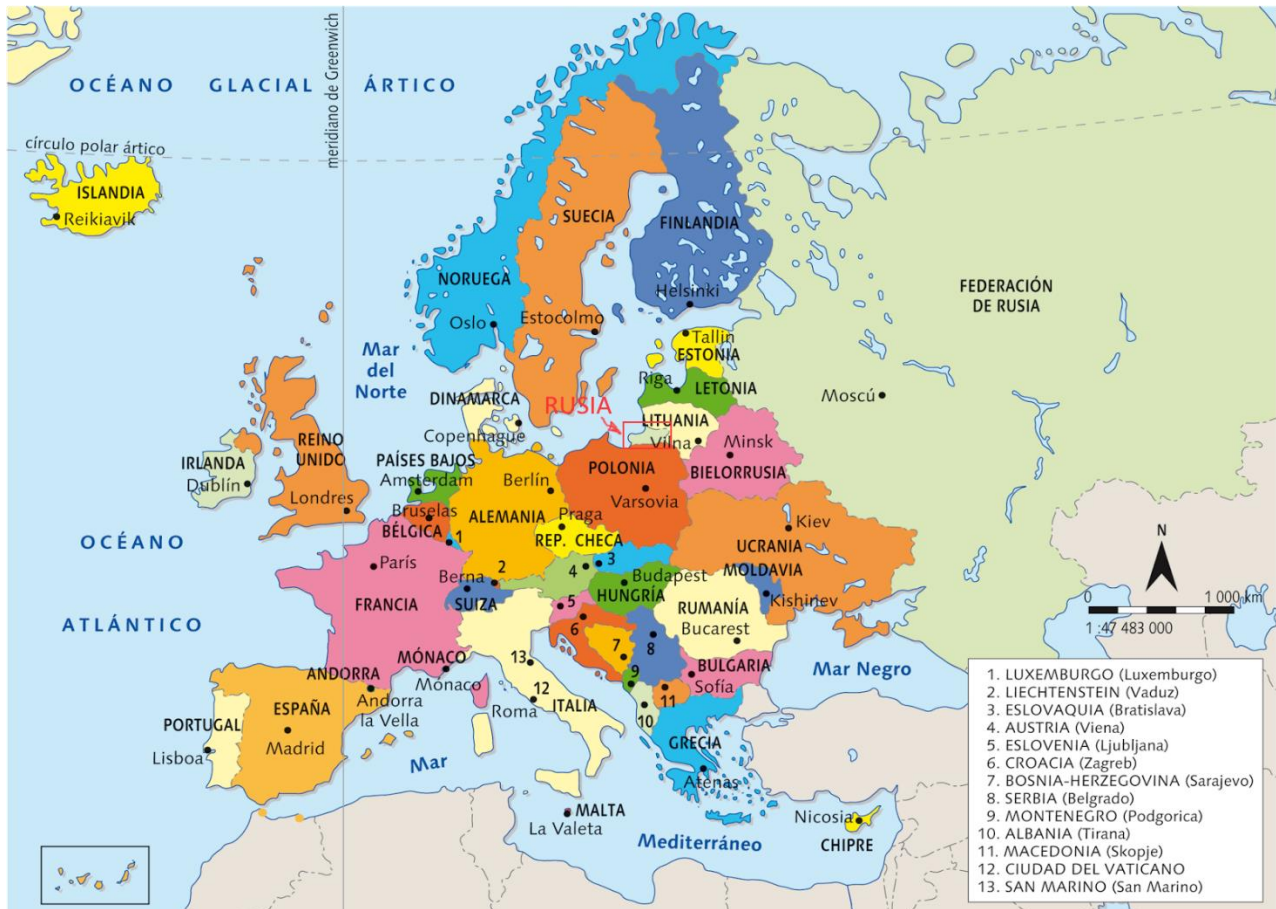 OCÉANO GLACIAL ÁRTICO
meridiano de Greenwich
círculo polar ártico
ISLANDIA
Reikiavik
SUECIA
FINLANDIA
NORUEGA
Helsinki
Oslo
Estocolmo
FEDERACIÓN
DE RUSIA
Moscú
Tallin
ESTONIA
Mar
del
Norte
Riga
LETONIA
DINAMARCA
Copenhague
RUSIA
LITUANIA
Vilna
Minsk
BIELORRUSIA
REINO
UNIDO
Londres
IRLANDA
Dublín
PAÍSES BAJOS
Amsterdam
Berlín
ALEMANIA
POLONIA
Varsovia
Bruselas
BÉLGICA
1
Praga
REP. CHECA
Kiev
UCRANIA
OCÉANO
ATLÁNTICO
París
FRANCIA
Berna
SUIZA
2
4
3
Budapest
HUNGRÍA
MOLDAVIA
Kishinev
RUMANÍA
Bucarest
5
6
7
8
9
10
11
12
13
BULGARIA
Sofía
Mar Negro
N
0 1 000 km
1 :47 483 000
ANDORRA
Andorra
la Vella
MÓNACO
Mónaco
Roma
ITALIA
PORTUGAL
Lisboa
ESPAÑA
Madrid
GRECIA
Atenas
Mar
Mediterráneo
MALTA
La Valeta
Nicosia
CHIPRE
1. LUXEMBURGO (Luxemburgo)
2. LIECHTENSTEIN (Vaduz)
3. ESLOVAQUIA (Bratislava)
4. AUSTRIA (Viena)
5. ESLOVENIA (Ljubljana)
6. CROACIA (Zagreb)
7. BOSNIA-HERZEGOVINA (Sarajevo)
8. SERBIA (Belgrado)
9. MONTENEGRO (Podgorica)
10. ALBANIA (Tirana)
11. MACEDONIA (Skopje)
12. CIUDAD DEL VATICANO
13. SAN MARINO (San Marino)